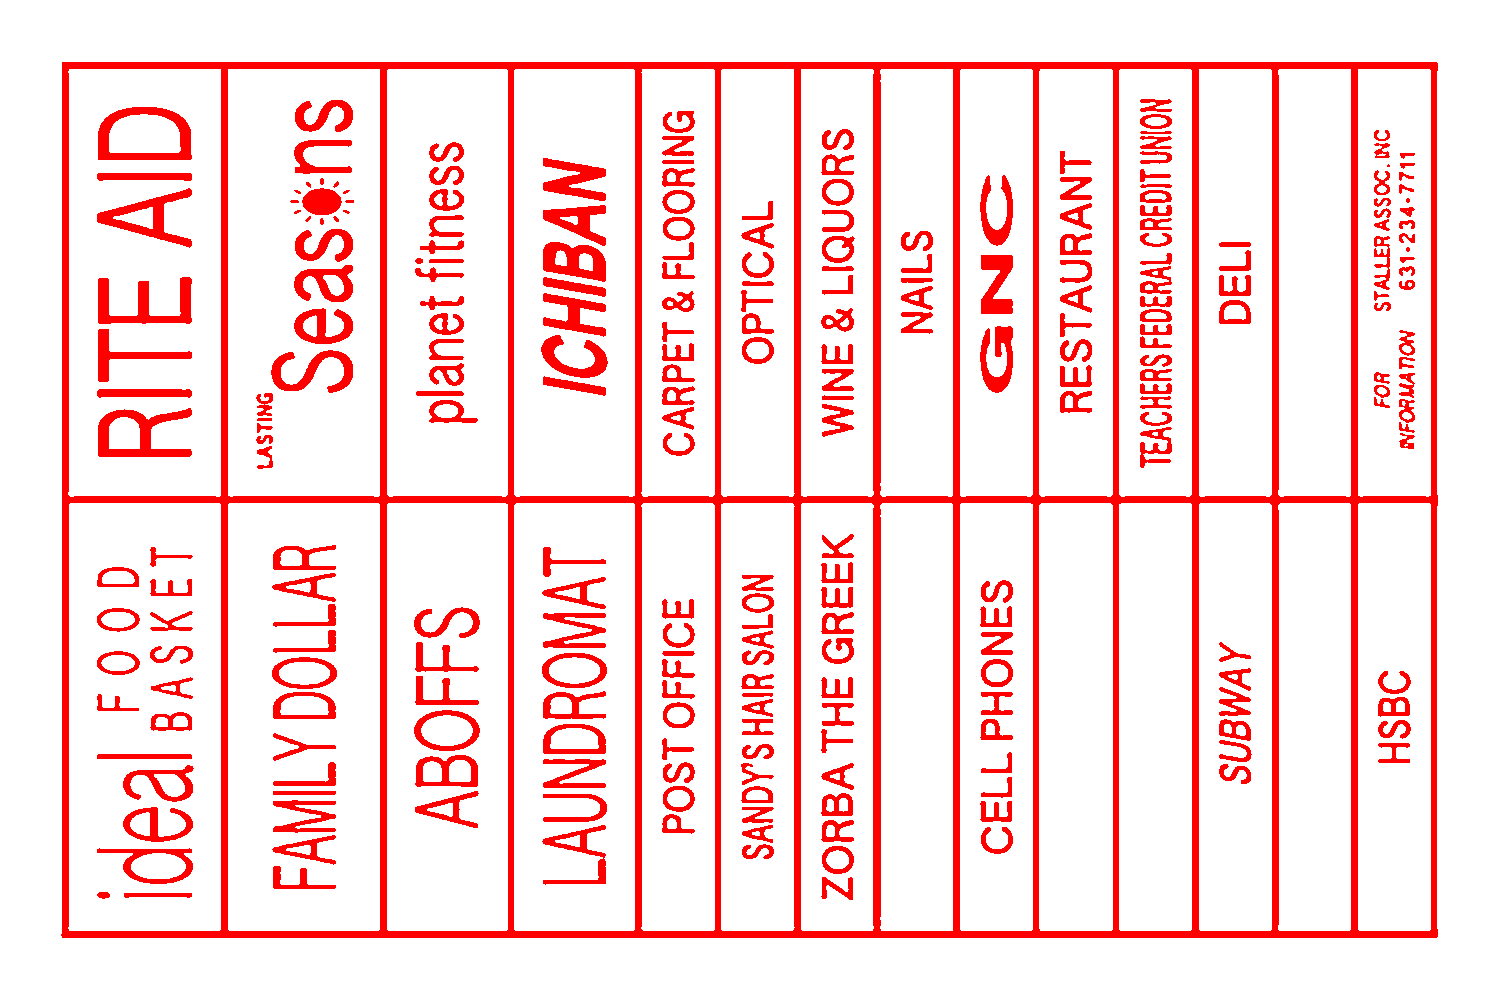 ideal FOOD
BASKET
RITE AID
FAMILY DOLLAR
LASTING
Seasons
ABOFFS
planet fitness
LAUNDROMAT
ICHIBAN
POST OFFICE
CARPET & FLOORING
SANDY'S HAIR SALON
OPTICAL
ZORBA THE GREEK
WINE & LIQUORS
NAILS
CELL PHONES
GNC
RESTAURANT
TEACHERS FEDERAL CREDIT UNION
SUBWAY
DELI
HSBC
FOR STALLER ASSOC. INC
INFORMATION 631-234-7711